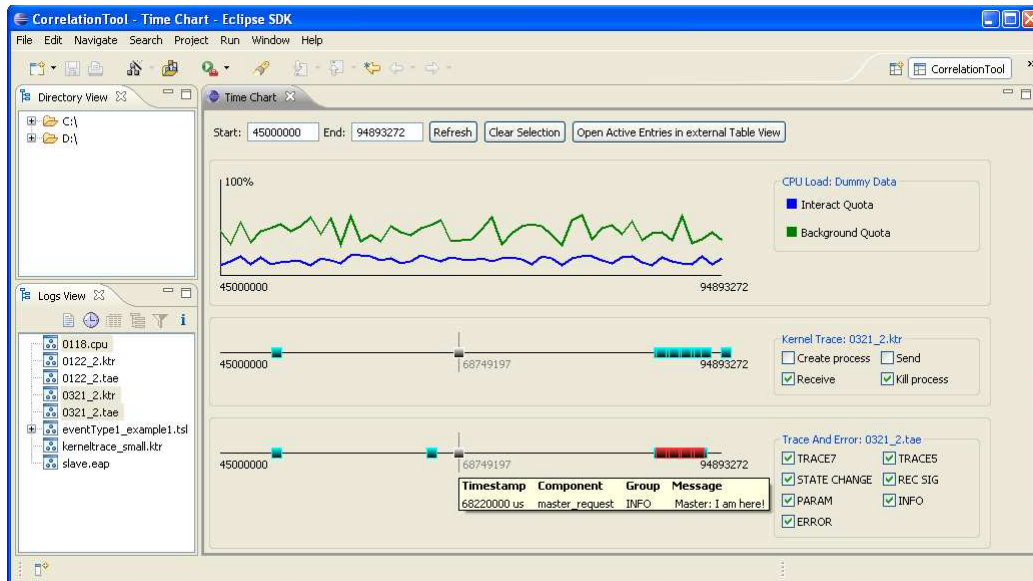 CorrelationTool - Time Chart - Eclipse SDK
File Edit Navigate Search Project Run Window Help
CorrelationTool
Directory View
C:\
D:\
Logs View
0118.cpu
0122_2.ktr
0122_2.tae
0321_2.ktr
0321_2.tae
eventType1_example1.tsl
kerneltrace_small.ktr
slave.eap
Time Chart
Start: 45000000 End: 94893272 Refresh Clear Selection Open Active Entries in external Table View
100%
45000000 94893272
CPU Load: Dummy Data
Interact Quota
Background Quota
45000000 68749197 94893272
Kernel Trace: 0321_2.ktr
Create process Send
Receive Kill process
45000000 68749197 94893272
Timestamp Component Group Message
68220000 us master_request INFO Master: I am here!
Trace And Error: 0321_2.tae
TRACE7 TRACE5
STATE CHANGE REC SIG
PARAM INFO
ERROR